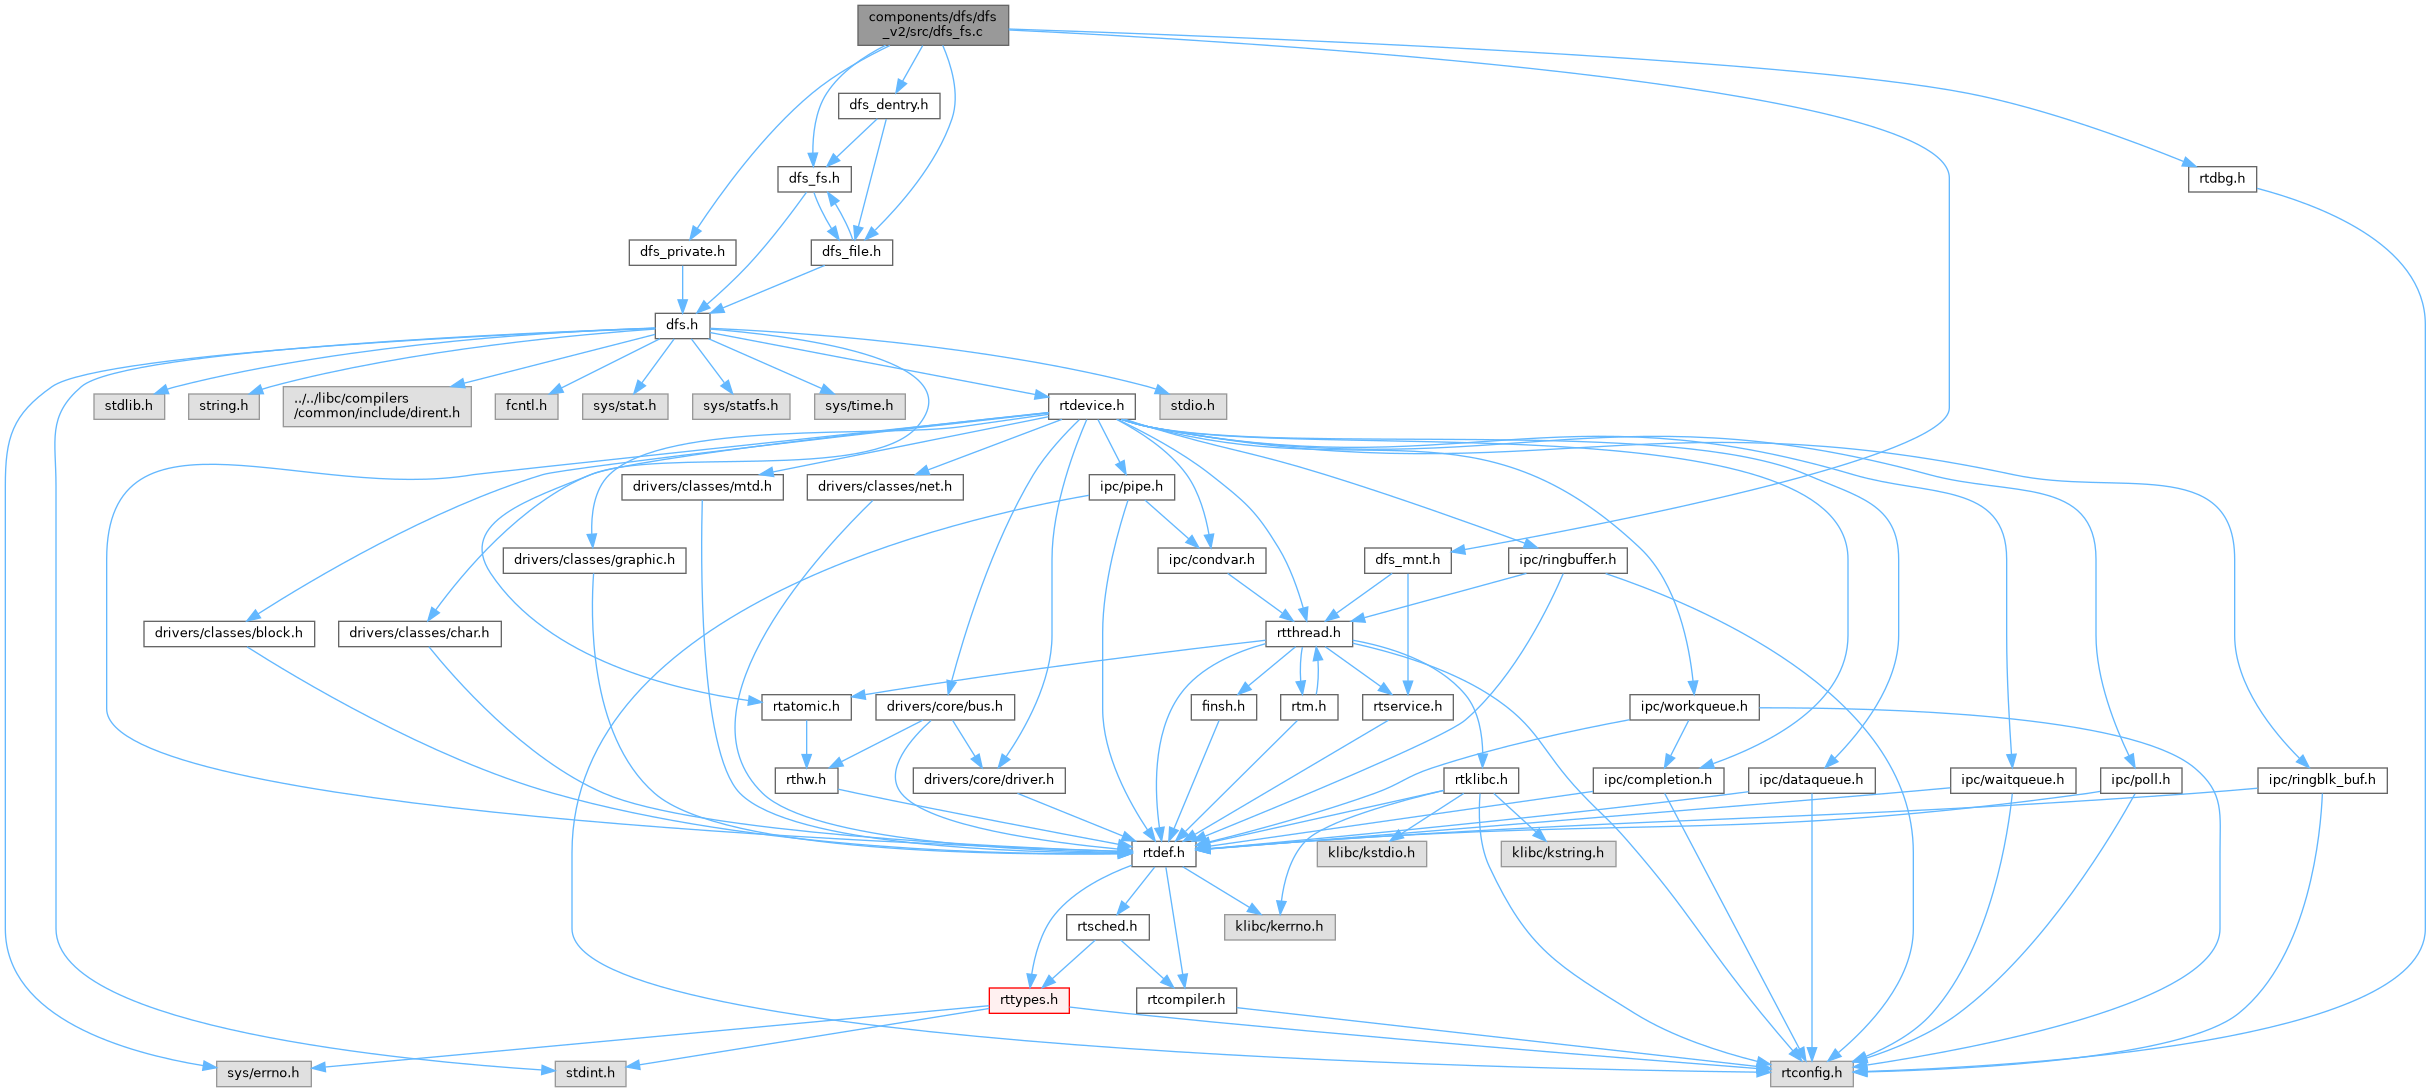 components/dfs/dfs
_v2/src/dfs_fs.c
dfs_dentry.h
dfs_fs.h
rtdbg.h
dfs_private.h
dfs_file.h
dfs.h
stdlib.h
string.h
../../libc/compilers
/common/include/dirent.h
fcntl.h
sys/stat.h
sys/statfs.h
sys/time.h
rtdevice.h
stdio.h
drivers/classes/mtd.h
drivers/classes/net.h
ipc/pipe.h
drivers/classes/graphic.h
ipc/condvar.h
dfs_mnt.h
ipc/ringbuffer.h
drivers/classes/block.h
drivers/classes/char.h
rtthread.h
rtatomic.h
drivers/core/bus.h
finsh.h
rtm.h
rtservice.h
ipc/workqueue.h
rthw.h
drivers/core/driver.h
rtklibc.h
ipc/completion.h
ipc/dataqueue.h
ipc/waitqueue.h
ipc/poll.h
ipc/ringblk_buf.h
rtdef.h
klibc/kstdio.h
klibc/kstring.h
rtsched.h
klibc/kerrno.h
rttypes.h
rtcompiler.h
sys/errno.h
stdint.h
rtconfig.h